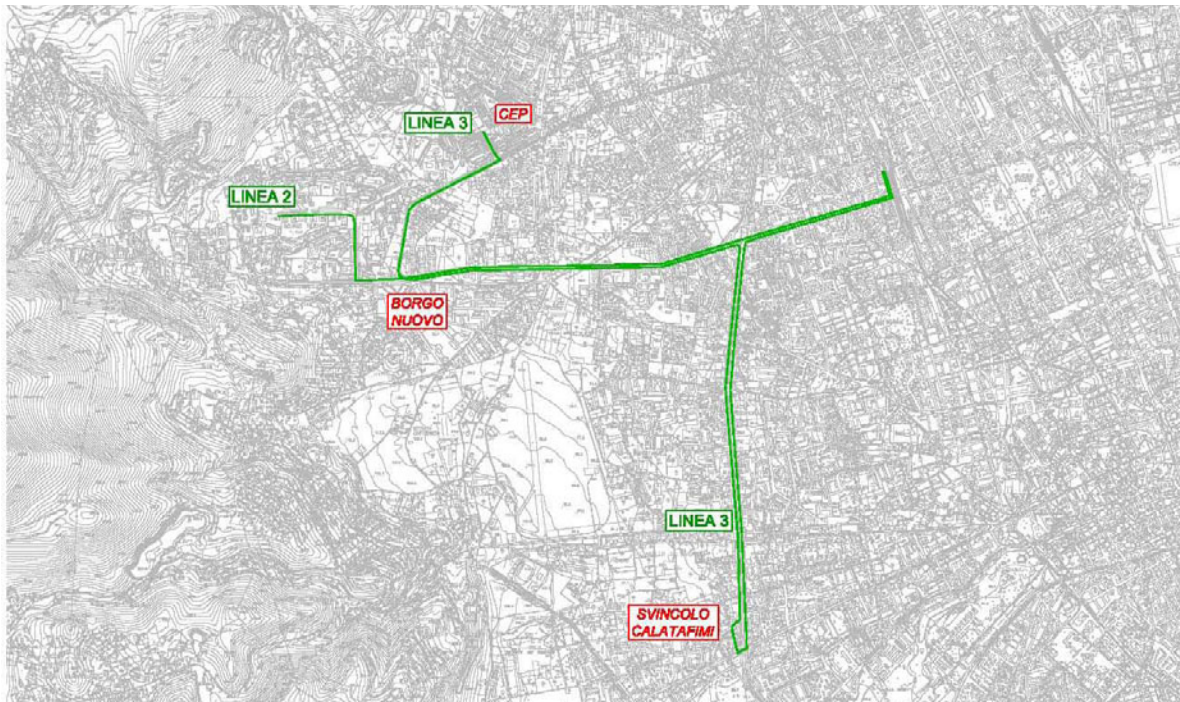 CEP
LINEA 3
LINEA 2
BORGO
NUOVO
LINEA 3
SVINCOLO
CALATAFIMI